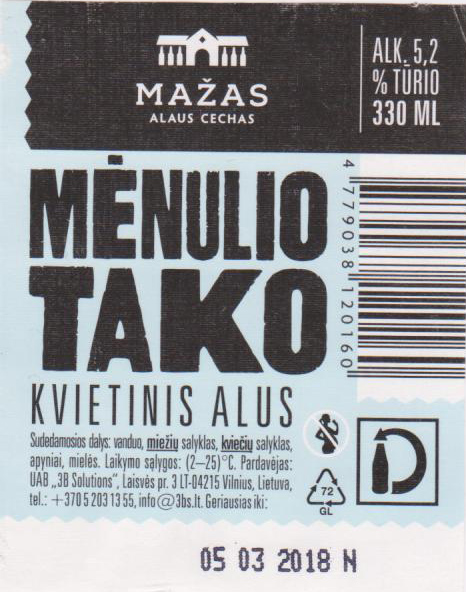 MAŽAS
ALAUS CECHAS
ALK. 5,2
% TŪRIO
330 ML
MĖNULIO
TAKO
KVIETINIS ALUS
Sudedamosios dalys: vanduo, miežių salyklas, kviečių salyklas,
apyniai, mielės. Laikymo sąlygos: (2–25)°C. Pardavėjas:
UAB „3B Solutions“, Laisvės pr. 3 LT-04215 Vilnius, Lietuva,
tel.: +370 5 203 13 55, info@3bs.lt. Geriausias iki:
4 779038 120160
72
GL
05 03 2018 N